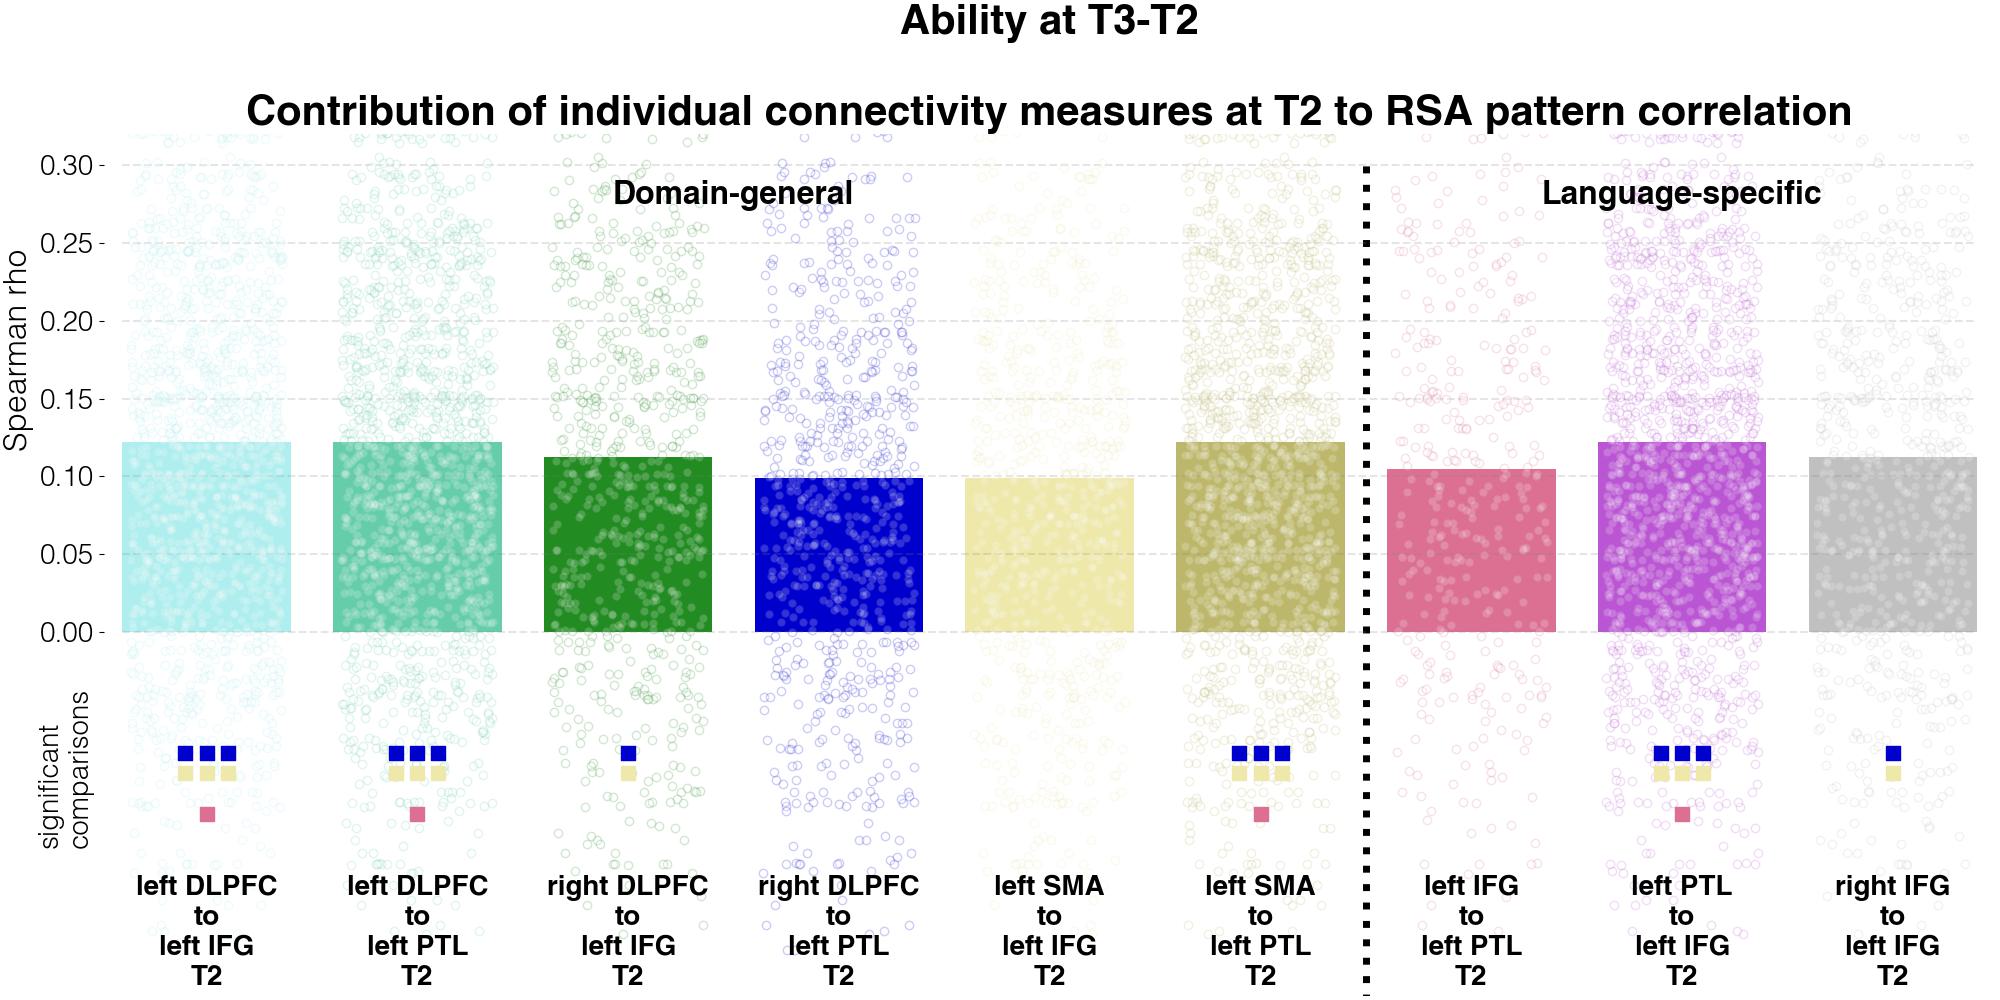 Ability at T3-T2
Contribution of individual connectivity measures at T2 to RSA pattern correlation
Domain-general
Language-specific
Spearman rho
0.30
0.25
0.20
0.15
0.10
0.05
0.00
significant
comparisons
left DLPFC
to
left IFG
T2
left DLPFC
to
left PTL
T2
right DLPFC
to
left IFG
T2
right DLPFC
to
left PTL
T2
left SMA
to
left IFG
T2
left SMA
to
left PTL
T2
left IFG
to
left PTL
T2
left PTL
to
left IFG
T2
right IFG
to
left IFG
T2